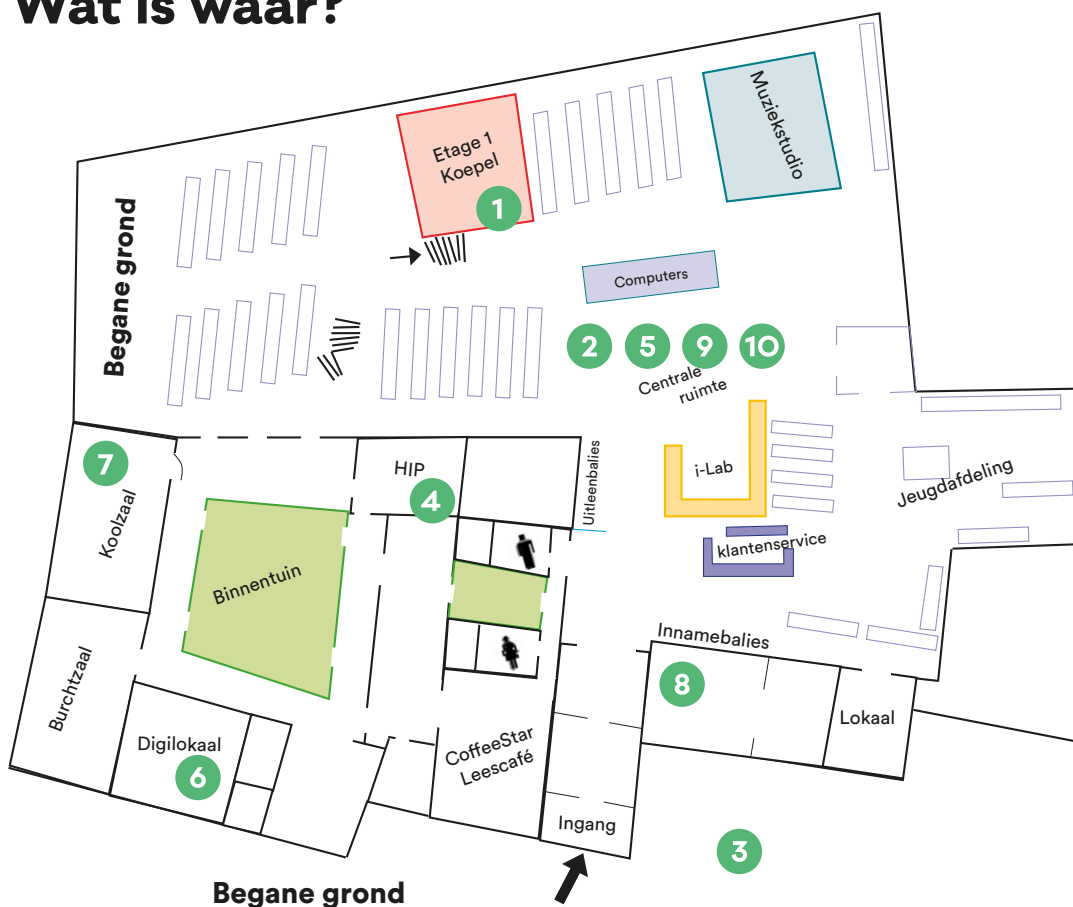 Wat is waar?
Muziekstudio
Etage 1
Koepel
1
Begane grond
Computers
2
5
9
10
Centrale
ruimte
7
Koolzaal
HIP
4
Uitleenbalies
i-Lab
Jeugdafdeling
klantenservice
Binnentuin
Innamebalies
8
Burchtzaal
Digilokaal
6
CoffeeStar
Leescafé
Lokaal
Ingang
3
Begane grond